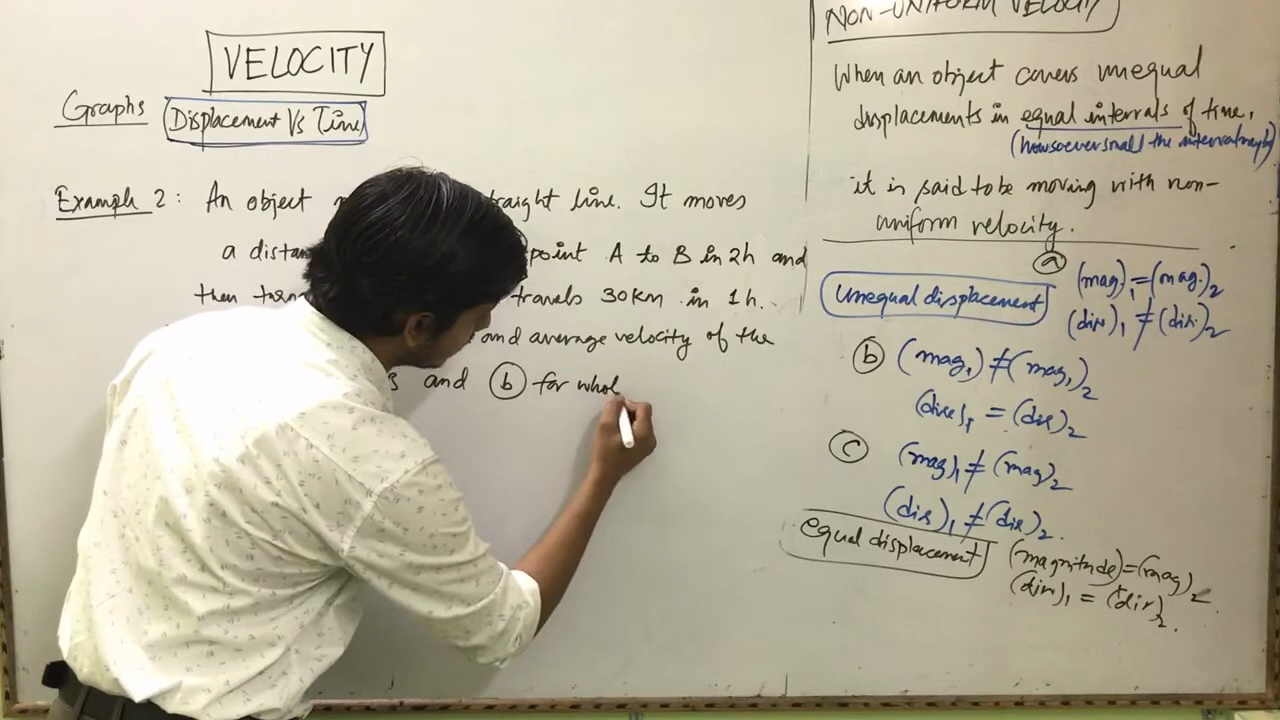 VELOCITY
Graphs Displacement Vs Time
Example 2: An object straight line. It moves
a point A to B in 2h and
then travels 30km in 1h.
and average velocity of the
B and b for whol
NON-UNIFORM VELOCITY
When an object covers unequal
displacements in equal intervals of time,
(howsoever small the interval may be)
it is said to be moving with non-
uniform velocity.
a (mag)₁=(mag.)₂
Unequal displacement
(dir)₁ ≠ (dir.)₂
b (mag₁) ≠ (mag₁)₂
(dir)₁ = (dir)₂
c (mag)₁ ≠ (mag)₂
(dir)₁ ≠ (dir)₂.
equal displacement (magnitude)₁=(mag)₂
(dir)₁ = (dir)₂.